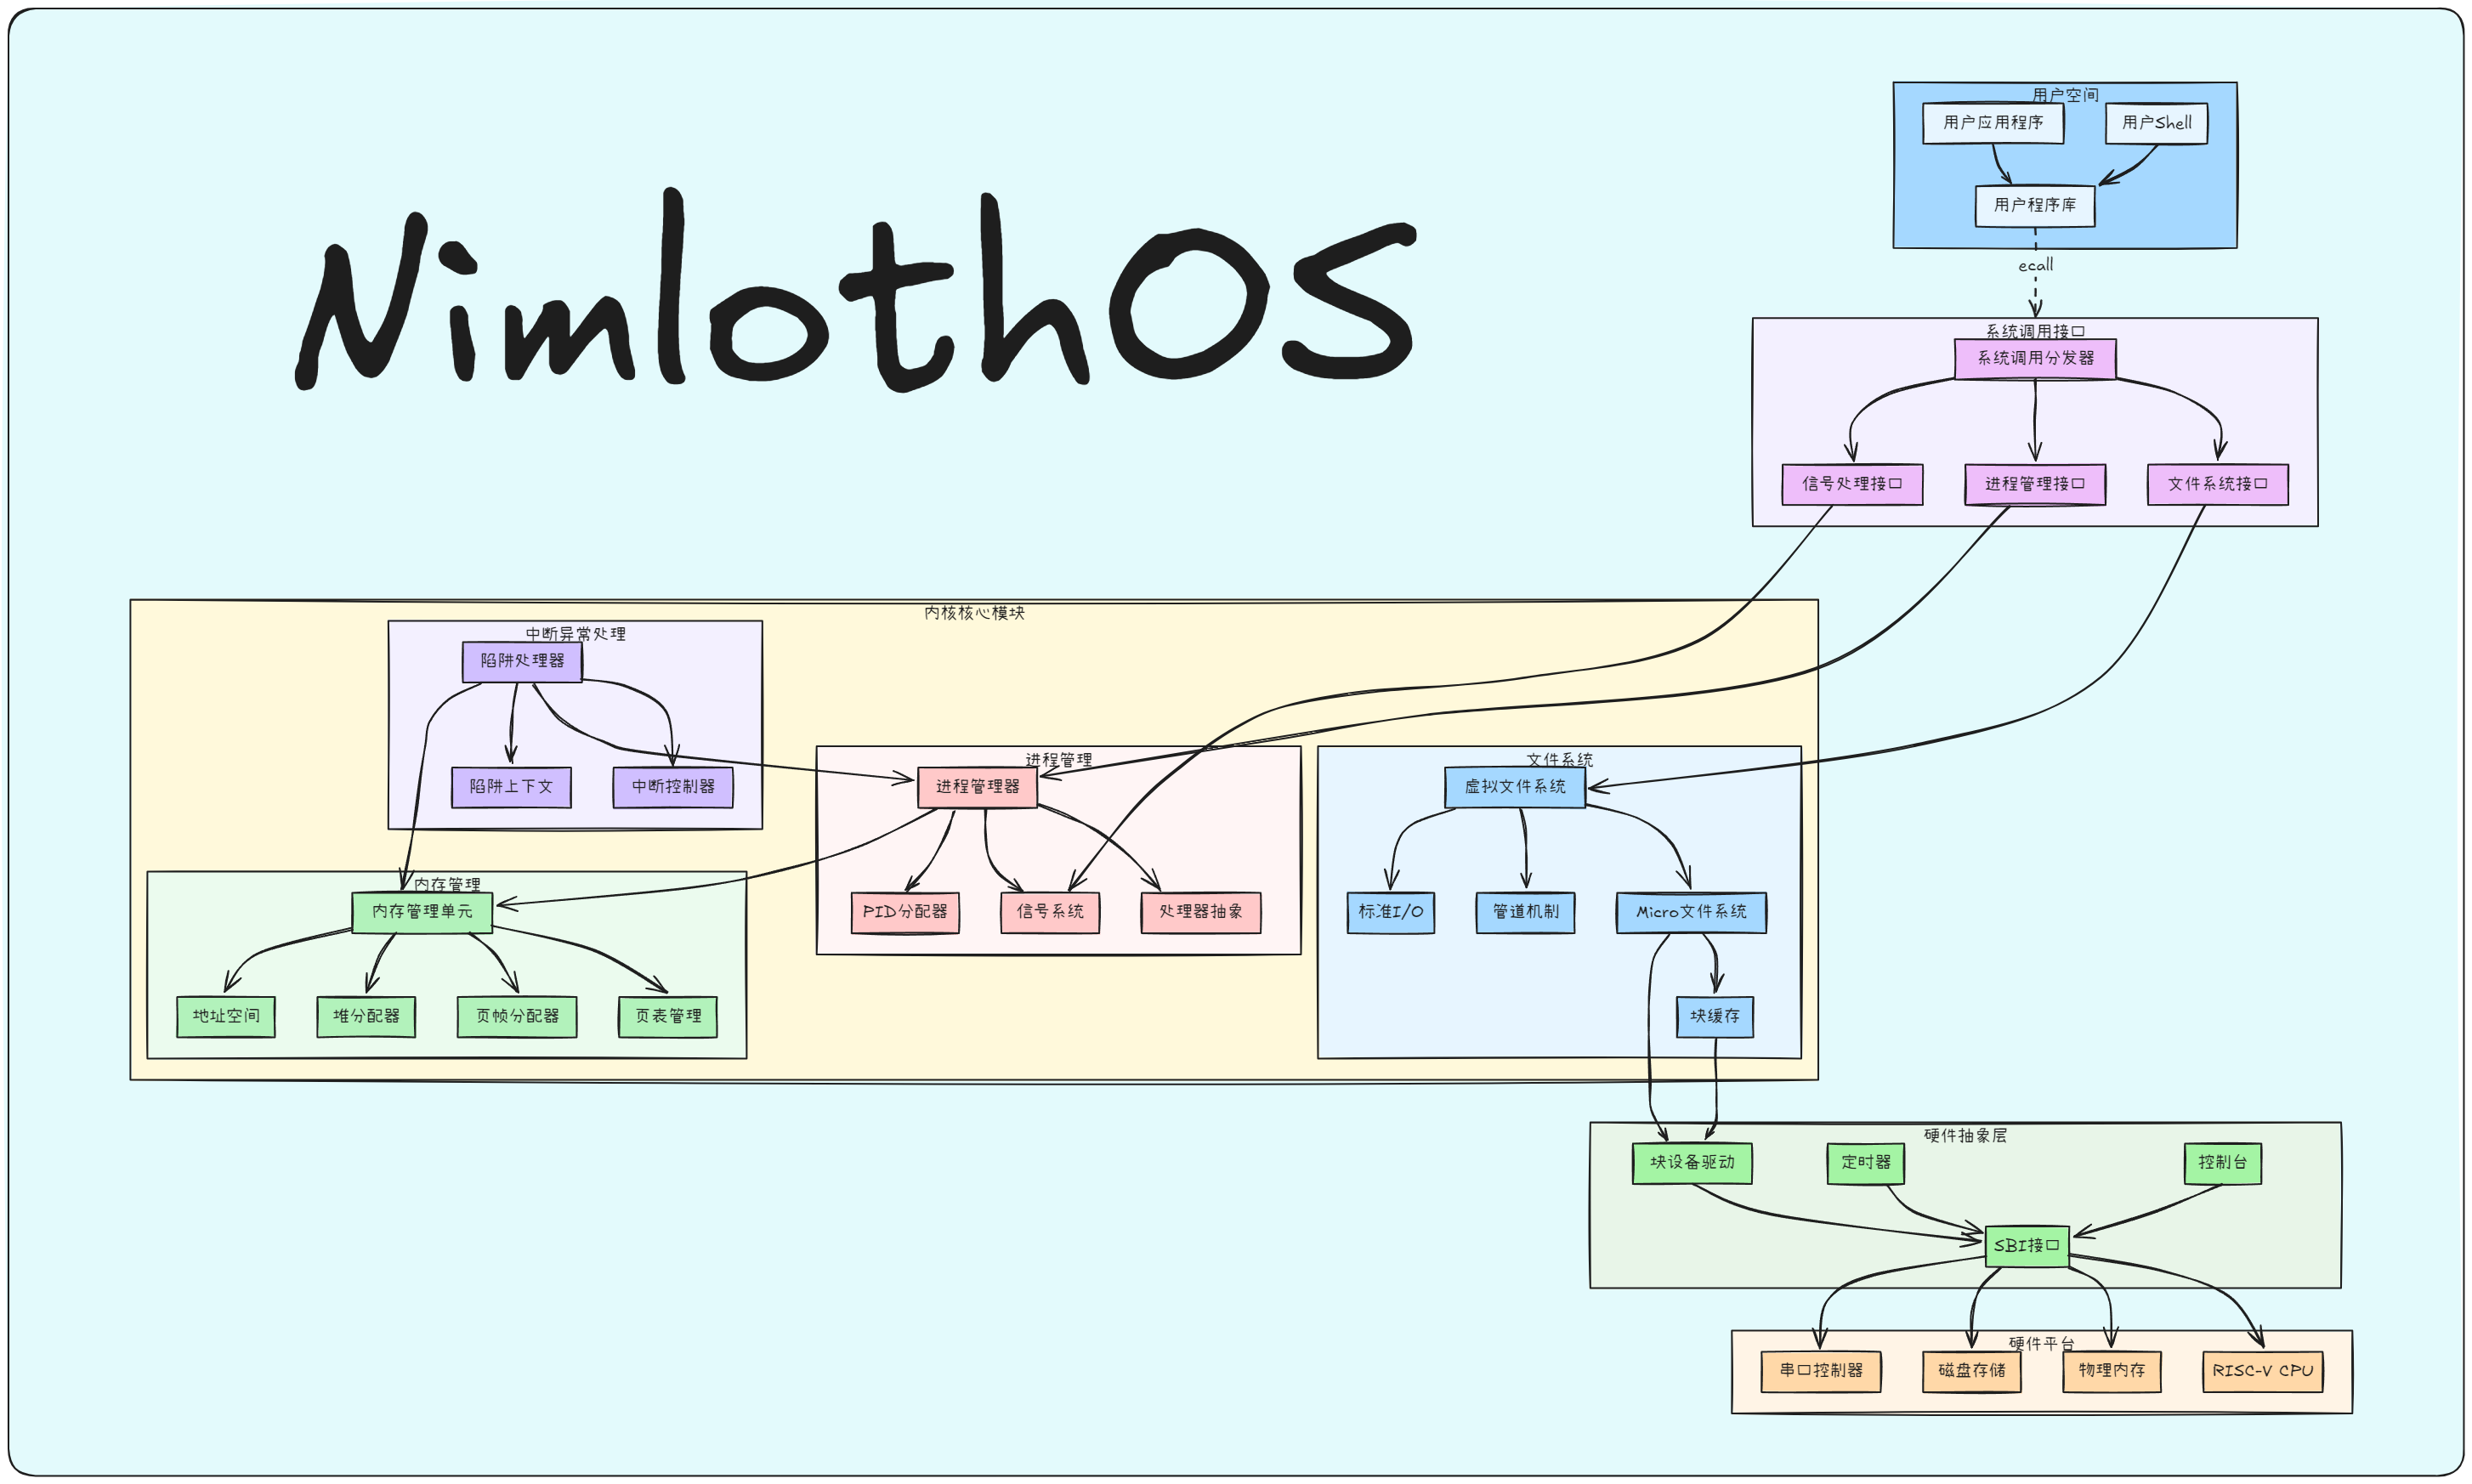 NimlothOS
用户空间
用户应用程序
用户Shell
用户程序库
ecall
系统调用接口
系统调用分发器
信号处理接口
进程管理接口
文件系统接口
内核核心模块
中断异常处理
陷阱处理器
陷阱上下文
中断控制器
进程管理
进程管理器
PID分配器
信号系统
处理器抽象
文件系统
虚拟文件系统
标准I/O
管道机制
Micro文件系统
块缓存
内存管理
内存管理单元
地址空间
堆分配器
页帧分配器
页表管理
硬件抽象层
块设备驱动
定时器
控制台
SBI接口
硬件平台
串口控制器
磁盘存储
物理内存
RISC-V CPU